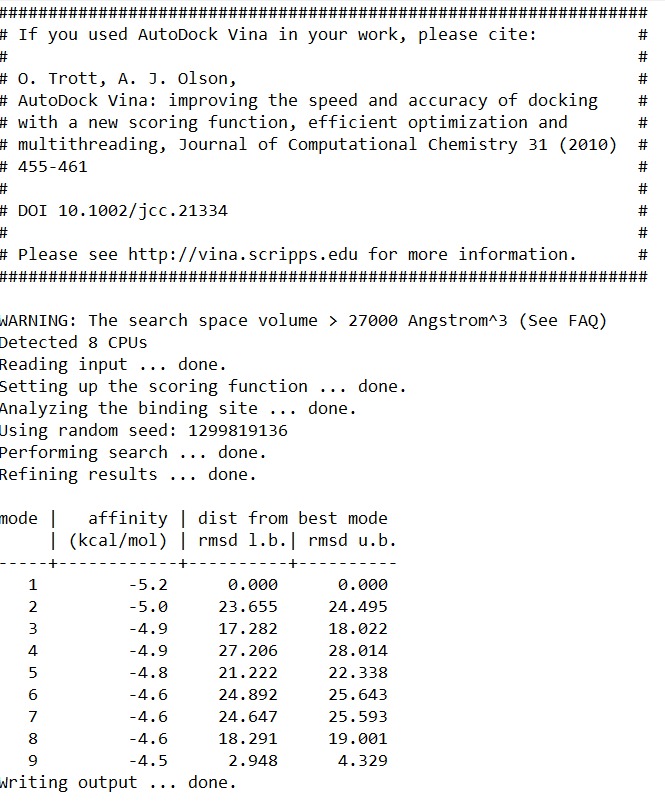 ###################################################################
# If you used AutoDock Vina in your work, please cite:            #
#                                                                 #
# O. Trott, A. J. Olson,                                          #
# AutoDock Vina: improving the speed and accuracy of docking      #
# with a new scoring function, efficient optimization and         #
# multithreading, Journal of Computational Chemistry 31 (2010)    #
# 455-461                                                         #
#                                                                 #
# DOI 10.1002/jcc.21334                                           #
#                                                                 #
# Please see http://vina.scripps.edu for more information.        #
###################################################################
WARNING: The search space volume > 27000 Angstrom^3 (See FAQ)
Detected 8 CPUs
Reading input ... done.
Setting up the scoring function ... done.
Analyzing the binding site ... done.
Using random seed: 1299819136
Performing search ... done.
Refining results ... done.
mode |   affinity | dist from best mode
     | (kcal/mol) | rmsd l.b.| rmsd u.b.
-----+------------+----------+----------
   1         -5.2      0.000      0.000
   2         -5.0     23.655     24.495
   3         -4.9     17.282     18.022
   4         -4.9     27.206     28.014
   5         -4.8     21.222     22.338
   6         -4.6     24.892     25.643
   7         -4.6     24.647     25.593
   8         -4.6     18.291     19.001
   9         -4.5      2.948      4.329
Writing output ... done.